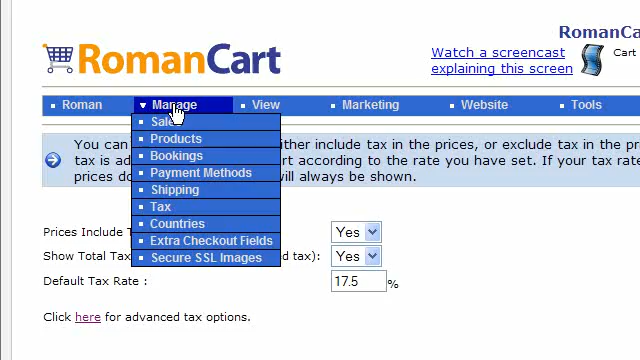 RomanCa
RomanCart
Watch a screencast
explaining this screen
Cart
Roman
Manage
View
Marketing
Website
Tools
Sales
Products
Bookings
Payment Methods
Shipping
Tax
Countries
Extra Checkout Fields
Secure SSL Images
You can ither include tax in the prices, or exclude tax in the pr
tax is ad rt according to the rate you have set. If your tax rate
prices do will always be shown.
Prices Include T
Yes
Show Total Ta ed tax):
Yes
Default Tax Rate :
17.5 %
Click here for advanced tax options.